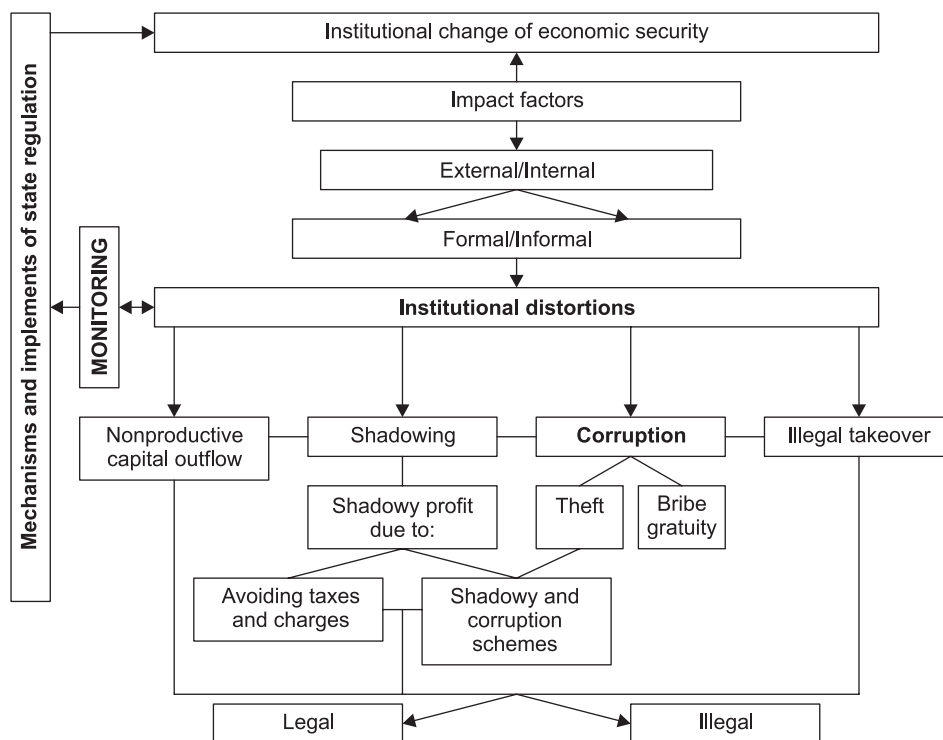 Institutional change of economic security
Impact factors
External/Internal
Formal/Informal
Mechanisms and implements of state regulation
MONITORING
Institutional distortions
Nonproductive
capital outflow
Shadowing
Corruption
Illegal takeover
Shadowy profit
due to:
Theft
Bribe
gratuity
Avoiding taxes
and charges
Shadowy and
corruption
schemes
Legal
Illegal